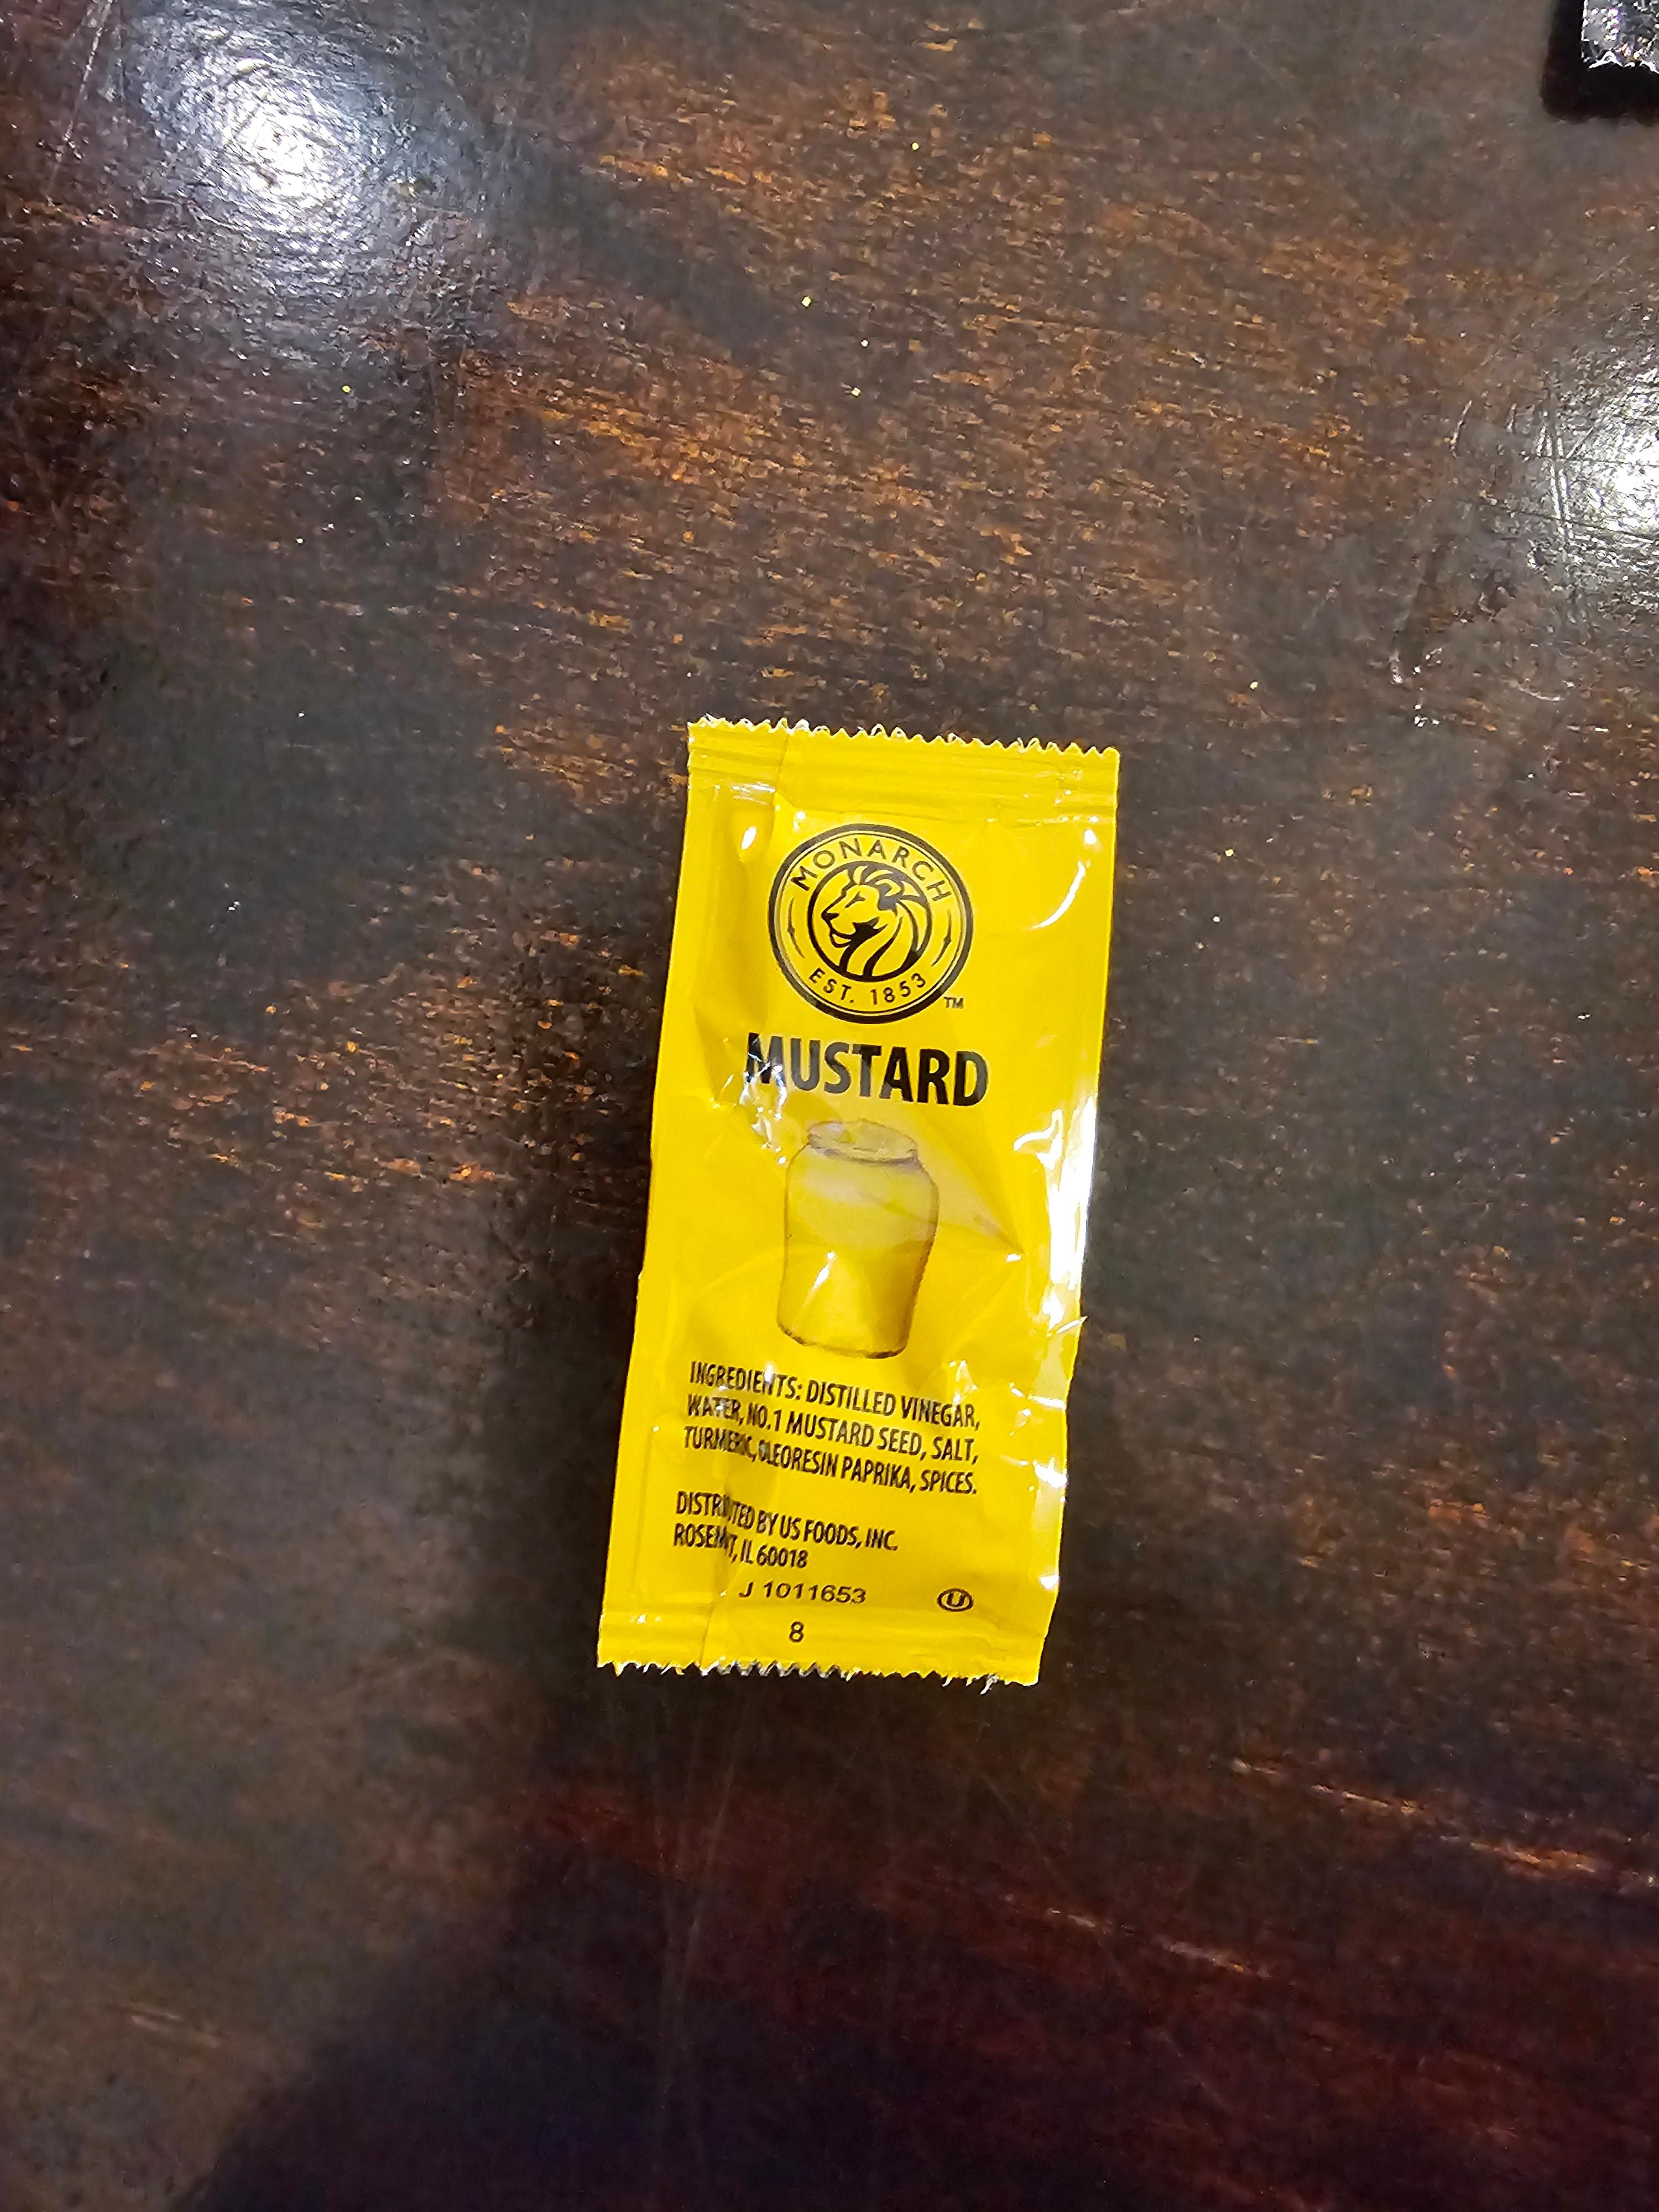 MONARCH
EST. 1853
TM
MUSTARD
INGREDIENTS: DISTILLED VINEGAR,
WATER, NO.1 MUSTARD SEED, SALT,
TURMERIC, OLEORESIN PAPRIKA, SPICES.
DISTRIBUTED BY US FOODS, INC.
ROSEMONT, IL 60018
J 1011653
U
8